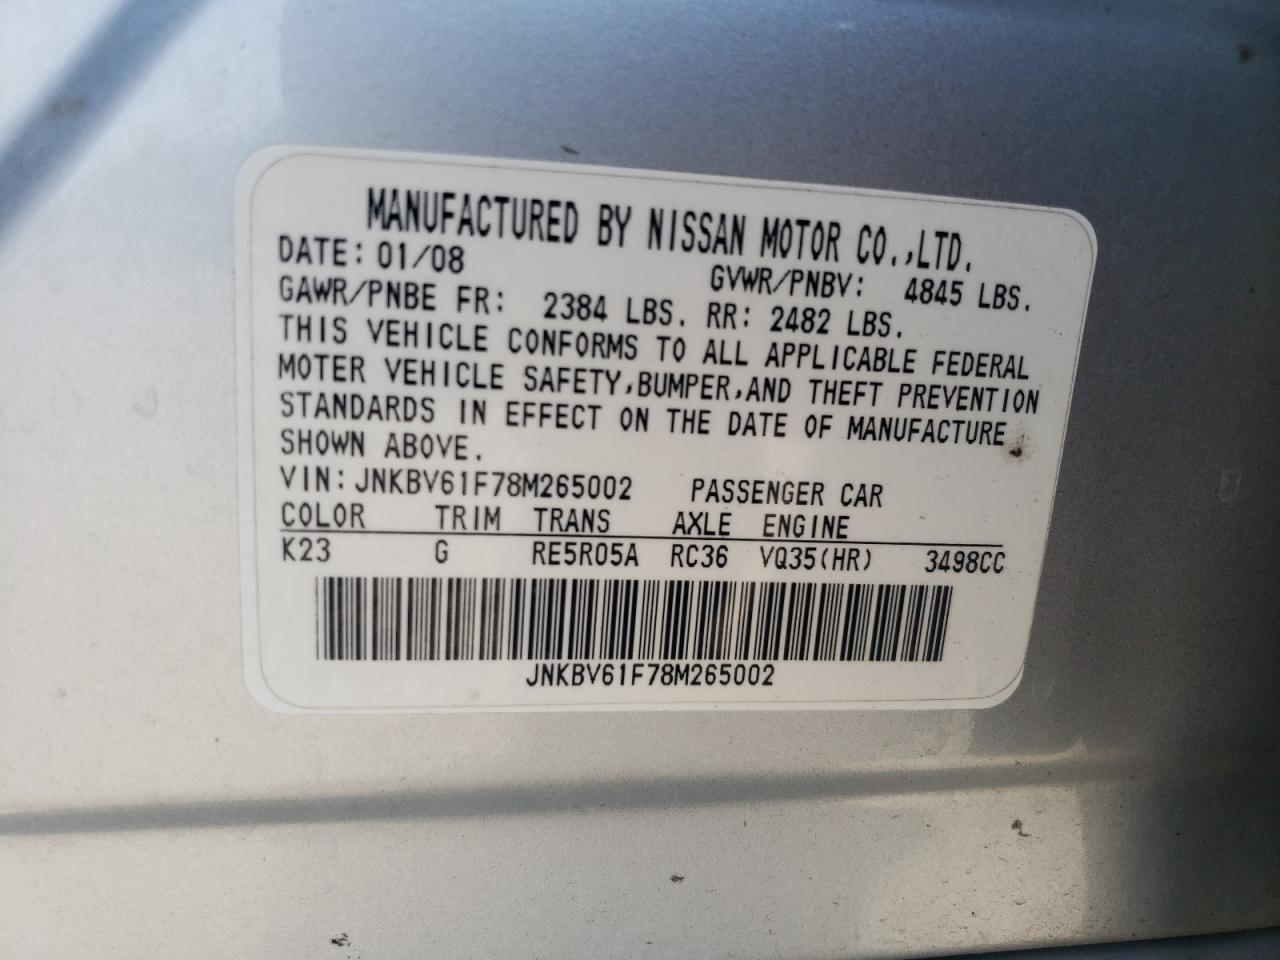 MANUFACTURED BY NISSAN MOTOR CO.,LTD.
DATE: 01/08 GVWR/PNBV: 4845 LBS.
GAWR/PNBE FR: 2384 LBS. RR: 2482 LBS.
THIS VEHICLE CONFORMS TO ALL APPLICABLE FEDERAL
MOTER VEHICLE SAFETY,BUMPER,AND THEFT PREVENTION
STANDARDS IN EFFECT ON THE DATE OF MANUFACTURE
SHOWN ABOVE.
VIN: JNKBV61F78M265002 PASSENGER CAR
COLOR TRIM TRANS AXLE ENGINE
K23 G RE5R05A RC36 VQ35(HR) 3498CC
JNKBV61F78M265002